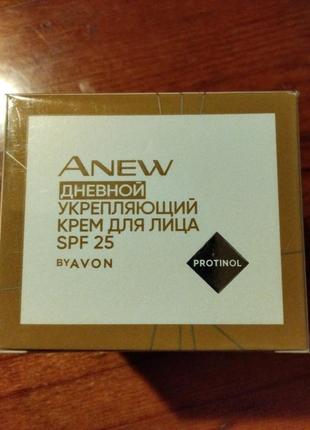 ANEW
ДНЕВНОЙ
УКРЕПЛЯЮЩИЙ
КРЕМ ДЛЯ ЛИЦА
SPF 25
BY AVON
PROTINOL